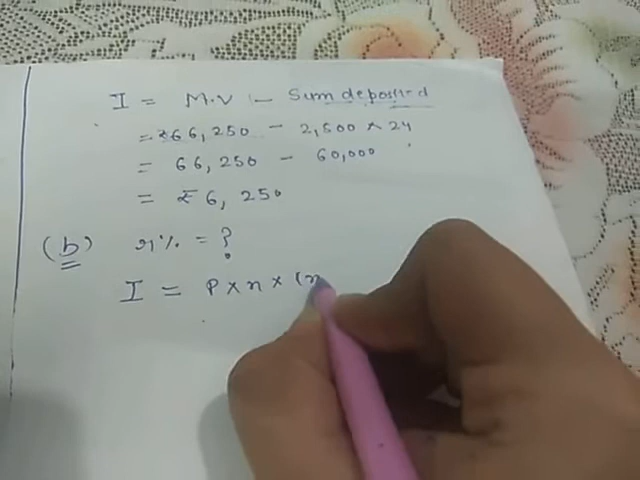 I = M.V - Sum deposited
= ₹66,250 - 2,500 × 24
= 66,250 - 60,000
= ₹ 6, 250
(b) r% = ?
I = P × n × (n